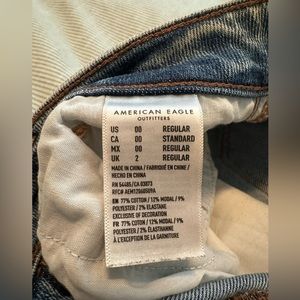 AMERICAN EAGLE
OUTFITTERS
US 00 REGULAR
CA 00 STANDARD
MX 00 REGULAR
UK 2 REGULAR
MADE IN CHINA / FABRIQUÉ EN CHINE /
HECHO EN CHINA
RN 54485/CA 03873
EN 77% COTTON / 12% MODAL / 9%
POLYESTER / 2% ELASTANE
EXCLUSIVE OF DECORATION
FR 77% COTON / 12% MODAL / 9%
POLYESTER / 2% ÉLASTHANNE
À L'EXCEPTION DE LA GARNITURE